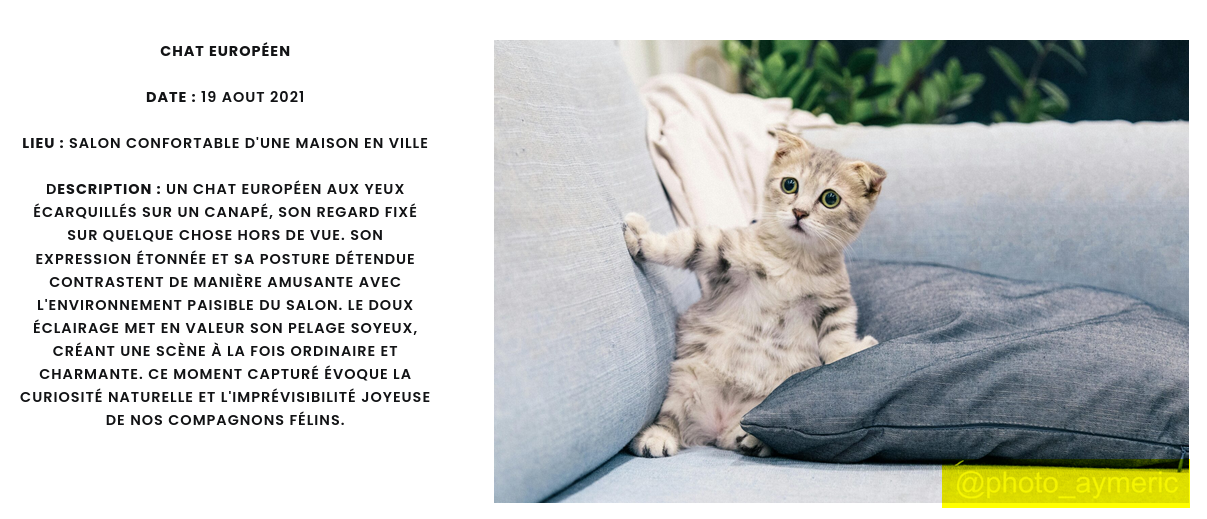 CHAT EUROPÉEN
DATE : 19 AOUT 2021
LIEU : SALON CONFORTABLE D'UNE MAISON EN VILLE
DESCRIPTION : UN CHAT EUROPÉEN AUX YEUX
ÉCARQUILLÉS SUR UN CANAPÉ, SON REGARD FIXÉ
SUR QUELQUE CHOSE HORS DE VUE. SON
EXPRESSION ÉTONNÉE ET SA POSTURE DÉTENDUE
CONTRASTENT DE MANIÈRE AMUSANTE AVEC
L'ENVIRONNEMENT PAISIBLE DU SALON. LE DOUX
ÉCLAIRAGE MET EN VALEUR SON PELAGE SOYEUX,
CRÉANT UNE SCÈNE À LA FOIS ORDINAIRE ET
CHARMANTE. CE MOMENT CAPTURÉ ÉVOQUE LA
CURIOSITÉ NATURELLE ET L'IMPRÉVISIBILITÉ JOYEUSE
DE NOS COMPAGNONS FÉLINS.
@photo_aymeric